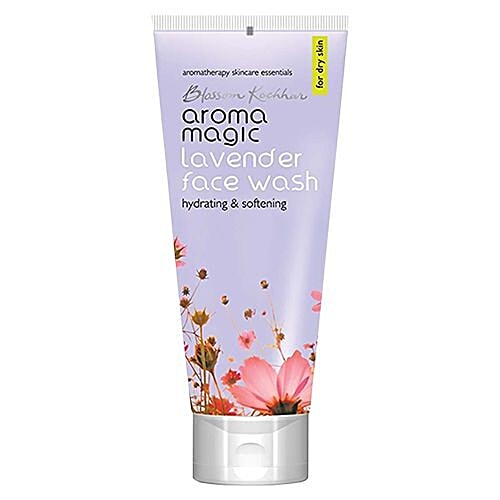 aromatherapy skincare essentials
for dry skin
Blossom Kochhar
aroma
magic
lavender
face wash
hydrating & softening